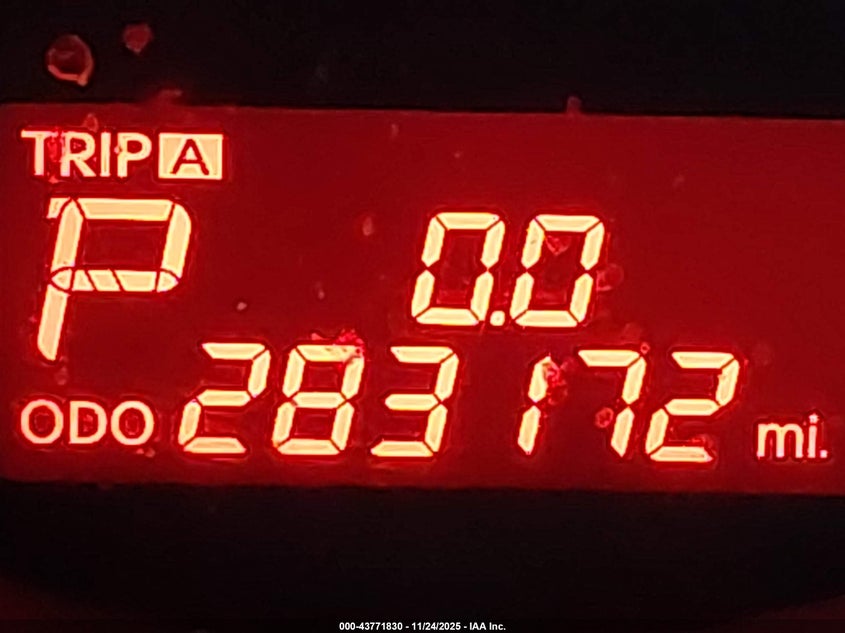 TRIP A
P 0.0
ODO 283172 mi.
000-43771830 - 11/24/2025 - IAA Inc.